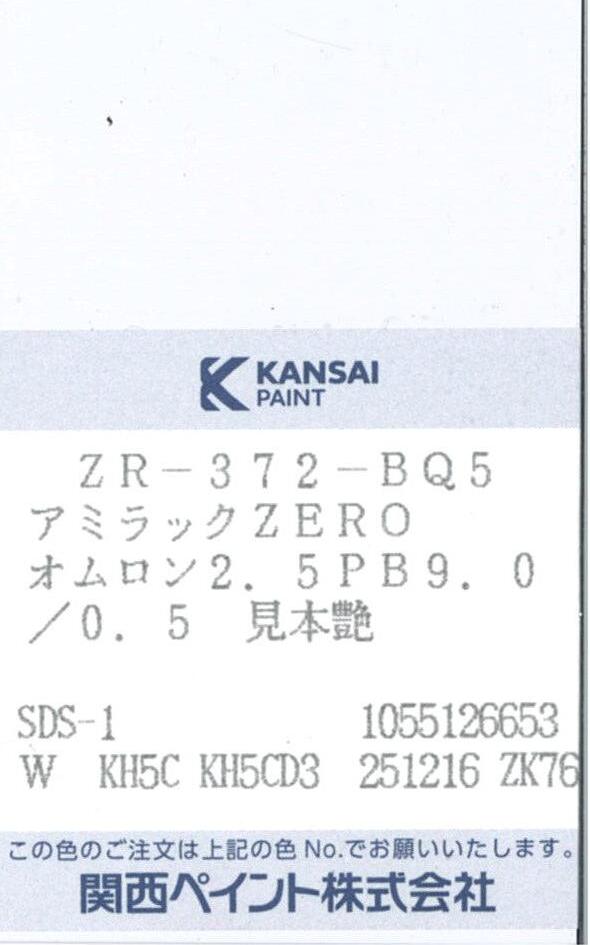 KANSAI
PAINT
ZR-372-BQ5
アミラックZERO
オムロン2.5PB9.0
/0.5 見本艶
SDS-1 1055126653
W KH5C KH5CD3 251216 ZK76
この色のご注文は上記の色No.でお願いいたします。
関西ペイント株式会社